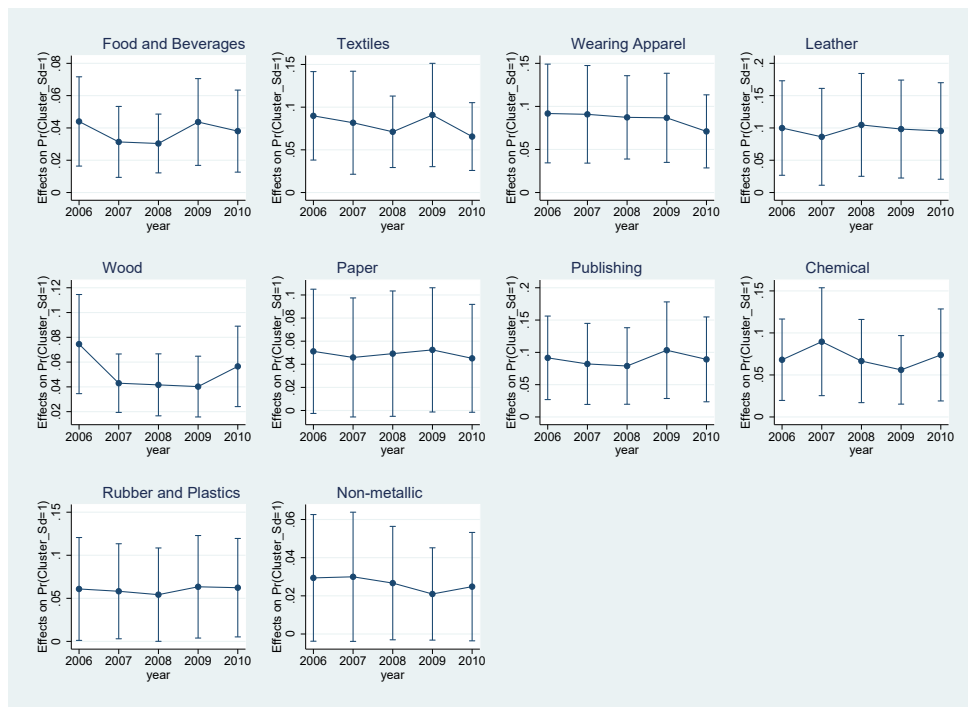 Food and Beverages
Effects on Pr(Cluster_Sd=1)
0 .02 .04 .06 .08
2006 2007 2008 2009 2010
year
Textiles
Effects on Pr(Cluster_Sd=1)
0 .05 .1 .15
2006 2007 2008 2009 2010
year
Wearing Apparel
Effects on Pr(Cluster_Sd=1)
0 .05 .1 .15
2006 2007 2008 2009 2010
year
Leather
Effects on Pr(Cluster_Sd=1)
0 .05 .1 .15 .2
2006 2007 2008 2009 2010
year
Wood
Effects on Pr(Cluster_Sd=1)
.02 .04 .06 .08 .1 .12
2006 2007 2008 2009 2010
year
Paper
Effects on Pr(Cluster_Sd=1)
0 .02 .04 .06 .08 .1
2006 2007 2008 2009 2010
year
Publishing
Effects on Pr(Cluster_Sd=1)
0 .05 .1 .15 .2
2006 2007 2008 2009 2010
year
Chemical
Effects on Pr(Cluster_Sd=1)
0 .05 .1 .15
2006 2007 2008 2009 2010
year
Rubber and Plastics
Effects on Pr(Cluster_Sd=1)
0 .05 .1 .15
2006 2007 2008 2009 2010
year
Non-metallic
Effects on Pr(Cluster_Sd=1)
0 .02 .04 .06
2006 2007 2008 2009 2010
year